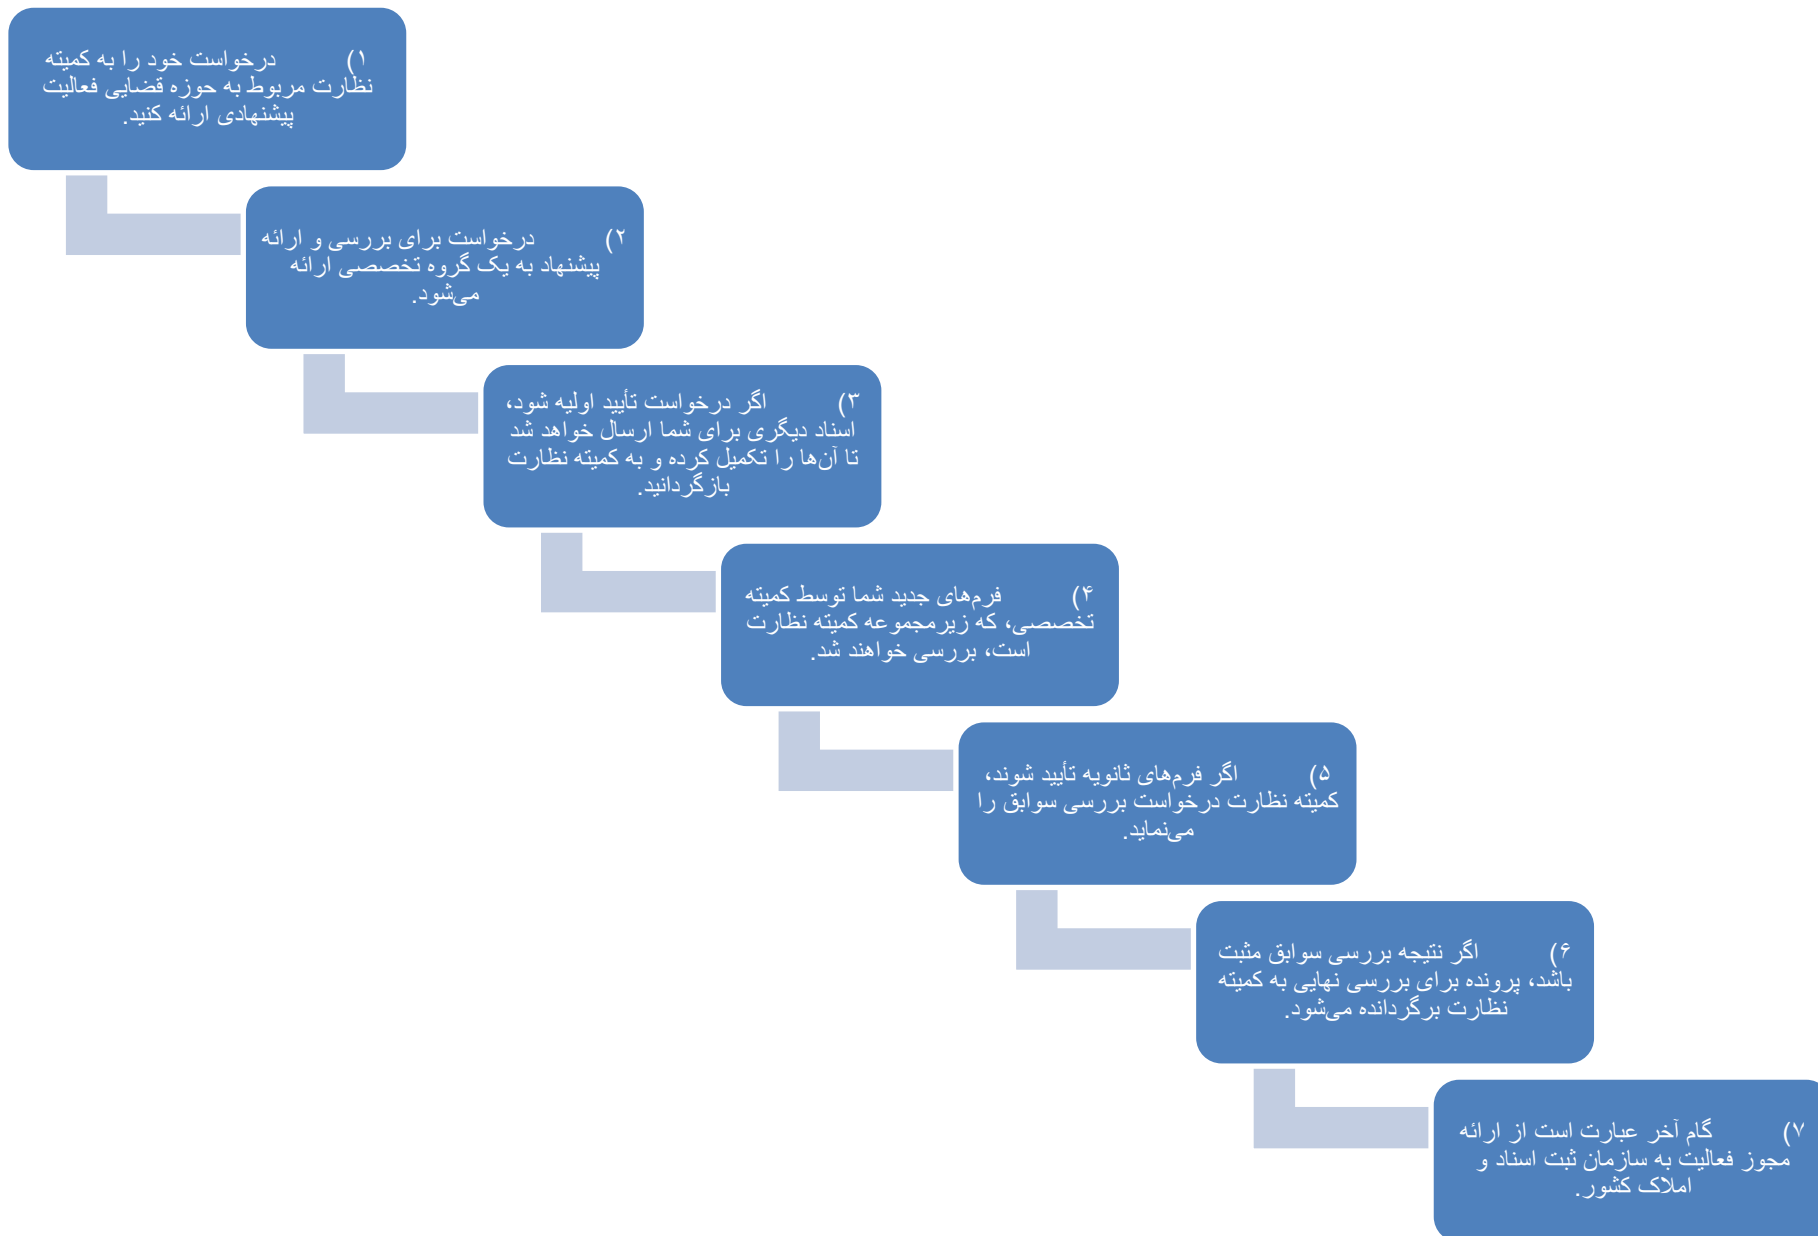 ۱) درخواست خود را به کمیته
نظارت مربوط به حوزه قضایی فعالیت
پیشنهادی ارائه کنید.
۲) درخواست برای بررسی و ارائه
پیشنهاد به یک گروه تخصصی ارائه
می‌شود.
۳) اگر درخواست تأیید اولیه شود،
اسناد دیگری برای شما ارسال خواهد شد
تا آن‌ها را تکمیل کرده و به کمیته نظارت
بازگردانید.
۴) فرم‌های جدید شما توسط کمیته
تخصصی، که زیرمجموعه کمیته نظارت
است، بررسی خواهند شد.
۵) اگر فرم‌های ثانویه تأیید شوند،
کمیته نظارت درخواست بررسی سوابق را
می‌نماید.
۶) اگر نتیجه بررسی سوابق مثبت
باشد، پرونده برای بررسی نهایی به کمیته
نظارت برگردانده می‌شود.
۷) گام آخر عبارت است از ارائه
مجوز فعالیت به سازمان ثبت اسناد و
املاک کشور.